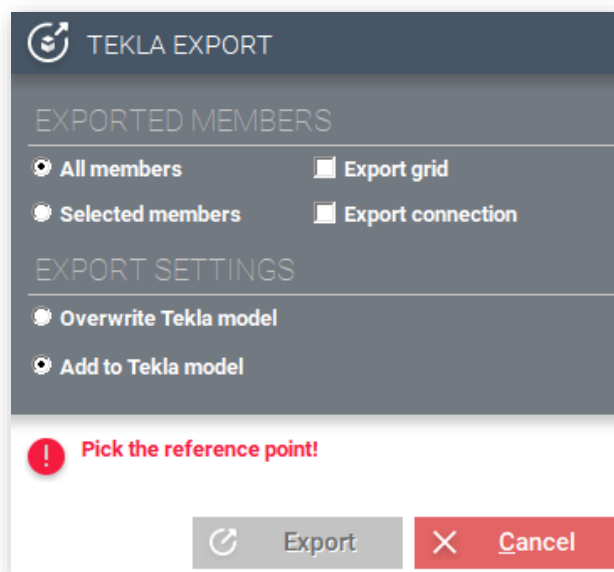 TEKLA EXPORT
EXPORTED MEMBERS
All members Export grid
Selected members Export connection
EXPORT SETTINGS
Overwrite Tekla model
Add to Tekla model
Pick the reference point!
Export Cancel